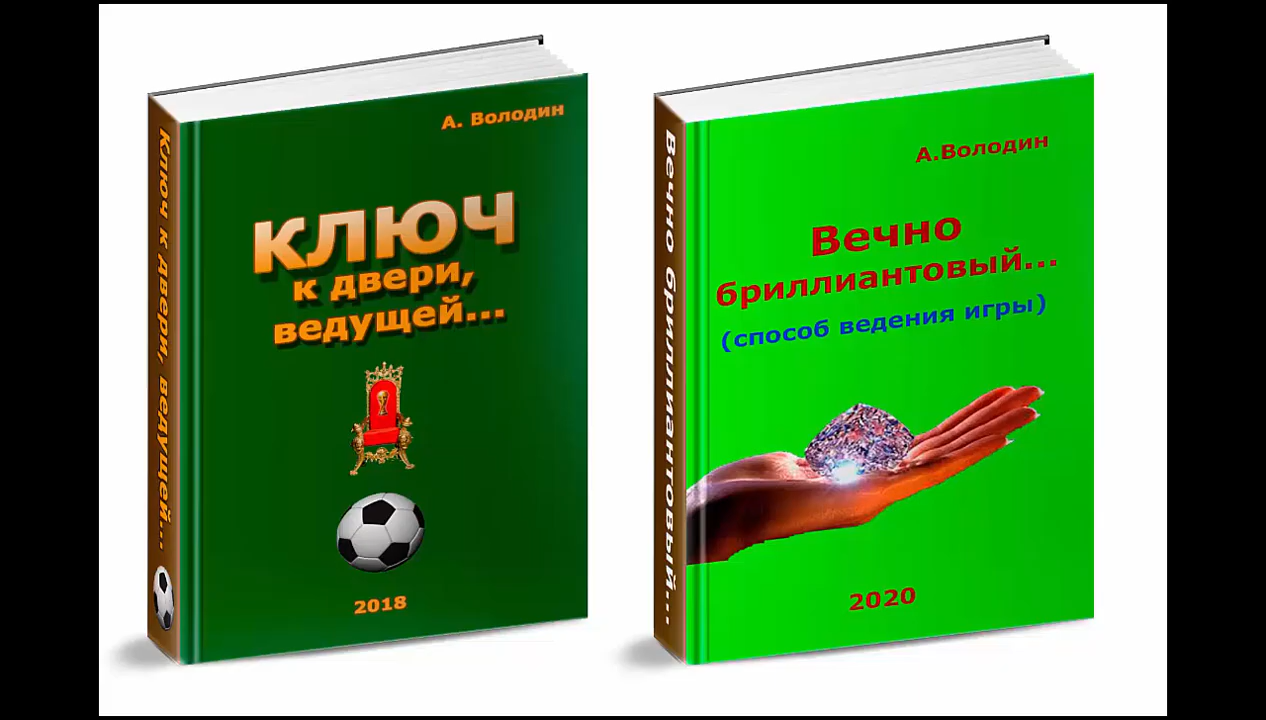 Ключ к двери, ведущей...
А. Володин
КЛЮЧ
к двери,
ведущей...
2018
Вечно бриллиантовый...
А.Володин
Вечно
бриллиантовый...
(способ ведения игры)
2020